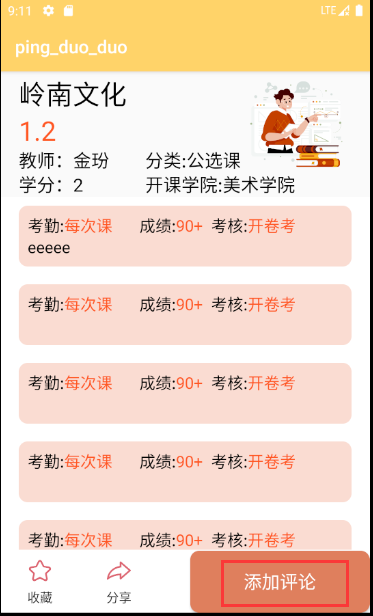 9:11 LTE
ping_duo_duo
岭南文化
1.2
教师：金玢 分类:公选课
学分：2 开课学院:美术学院
考勤:每次课 成绩:90+ 考核:开卷考
eeeee
考勤:每次课 成绩:90+ 考核:开卷考
考勤:每次课 成绩:90+ 考核:开卷考
考勤:每次课 成绩:90+ 考核:开卷考
考勤:每次课 成绩:90+ 考核:开卷考
收藏 分享 添加评论